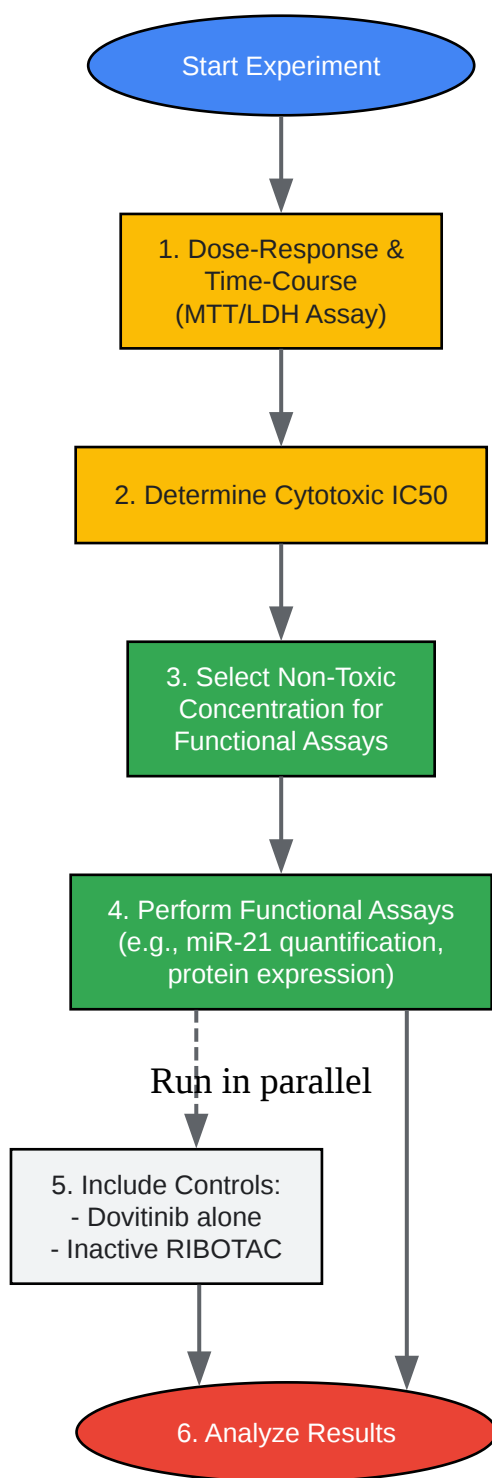 Start Experiment
1. Dose-Response &
Time-Course
(MTT/LDH Assay)
2. Determine Cytotoxic IC50
3. Select Non-Toxic
Concentration for
Functional Assays
4. Perform Functional Assays
(e.g., miR-21 quantification,
protein expression)
Run in parallel
5. Include Controls:
- Dovitinib alone
- Inactive RIBOTAC
6. Analyze Results